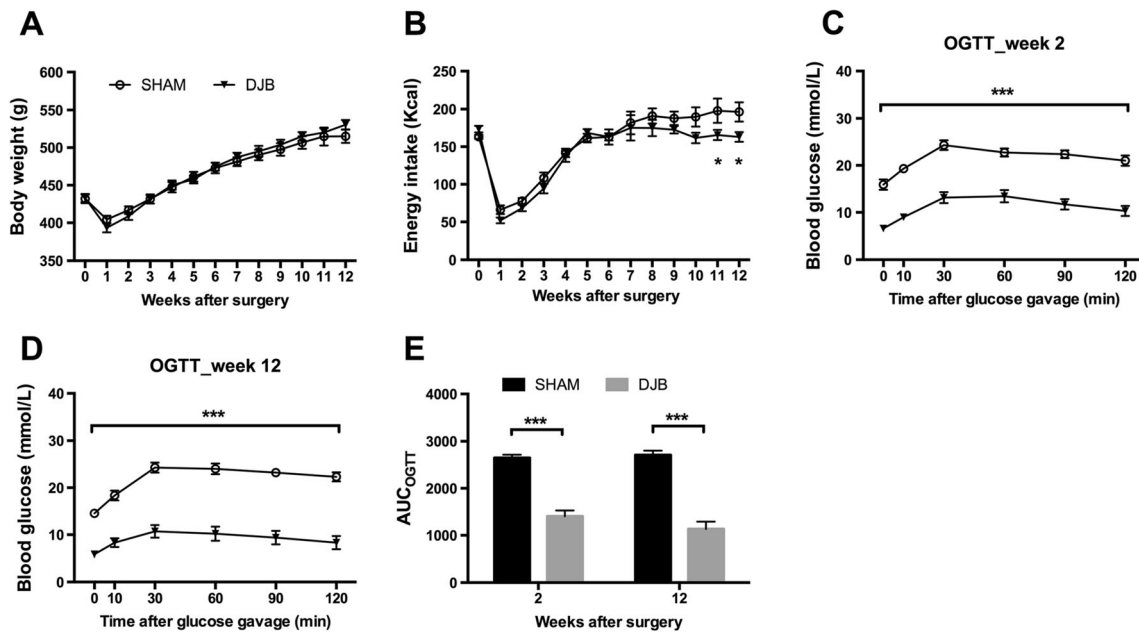 A
SHAM DJB
Body weight (g)
550
500
450
400
350
0 1 2 3 4 5 6 7 8 9 10 11 12
Weeks after surgery
B
Energy intake (Kcal)
250
200
150
100
50
0
* *
0 1 2 3 4 5 6 7 8 9 10 11 12
Weeks after surgery
C
OGTT_week 2
Blood glucose (mmol/L)
40
30
20
10
0
***
0 10 30 60 90 120
Time after glucose gavage (min)
D
OGTT_week 12
Blood glucose (mmol/L)
40
30
20
10
0
***
0 10 30 60 90 120
Time after glucose gavage (min)
E
SHAM DJB
AUCOGTT
4000
3000
2000
1000
0
*** ***
2 12
Weeks after surgery